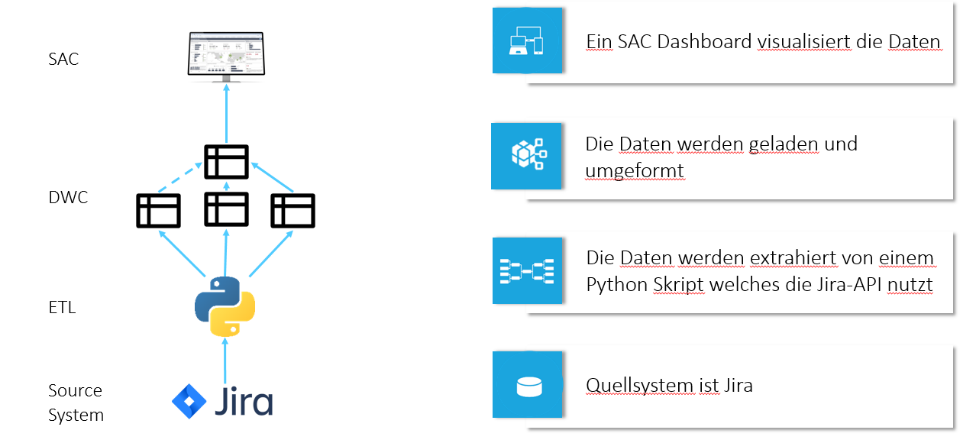 SAC
Ein SAC Dashboard visualisiert die Daten
DWC
Die Daten werden geladen und
umgeformt
ETL
Die Daten werden extrahiert von einem
Python Skript welches die Jira-API nutzt
Source
System
Jira
Quellsystem ist Jira